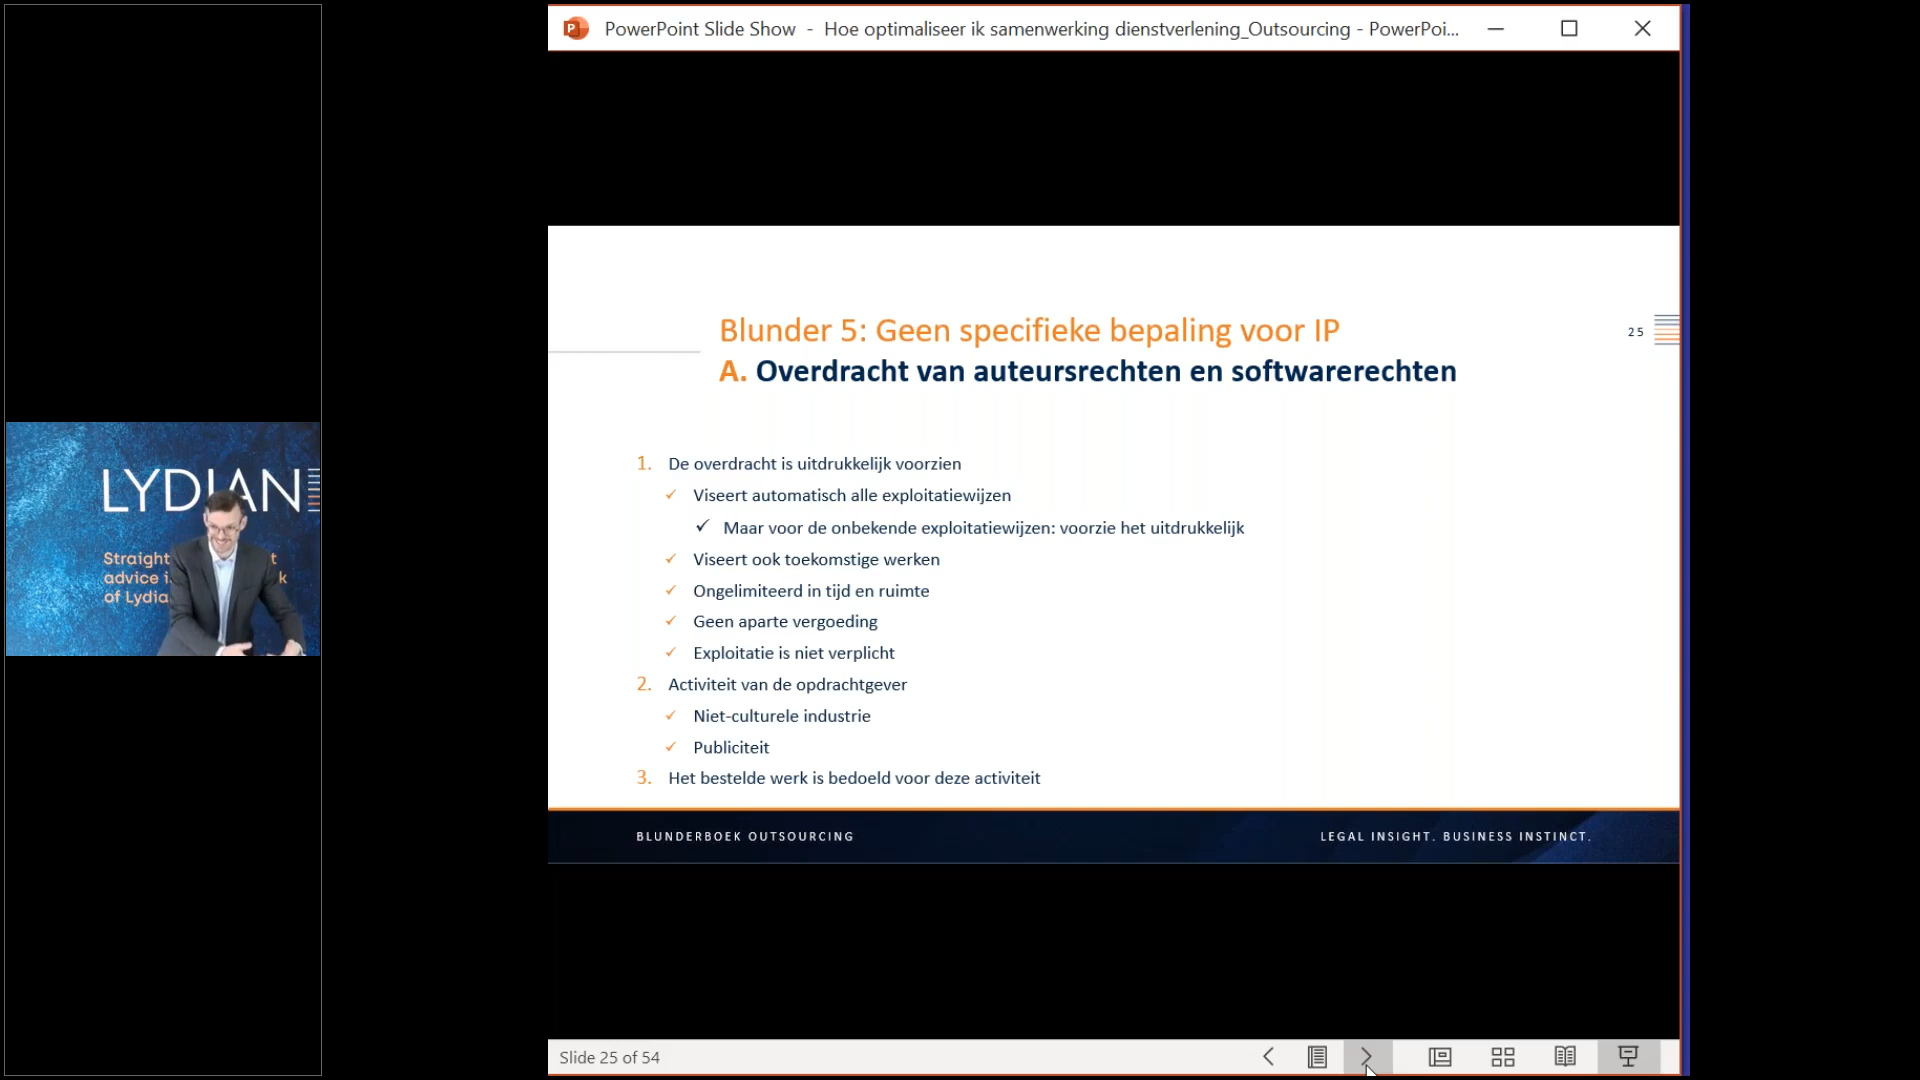 PowerPoint Slide Show - Hoe optimaliseer ik samenwerking dienstverlening_Outsourcing - PowerPoi...
LYDIAN
Straight
t
advice i
k
of Lydia
Blunder 5: Geen specifieke bepaling voor IP
25
A. Overdracht van auteursrechten en softwarerechten
1. De overdracht is uitdrukkelijk voorzien
✓ Viseert automatisch alle exploitatiewijzen
✓ Maar voor de onbekende exploitatiewijzen: voorzie het uitdrukkelijk
✓ Viseert ook toekomstige werken
✓ Ongelimiteerd in tijd en ruimte
✓ Geen aparte vergoeding
✓ Exploitatie is niet verplicht
2. Activiteit van de opdrachtgever
✓ Niet-culturele industrie
✓ Publiciteit
3. Het bestelde werk is bedoeld voor deze activiteit
BLUNDERBOEK OUTSOURCING
LEGAL INSIGHT. BUSINESS INSTINCT.
Slide 25 of 54